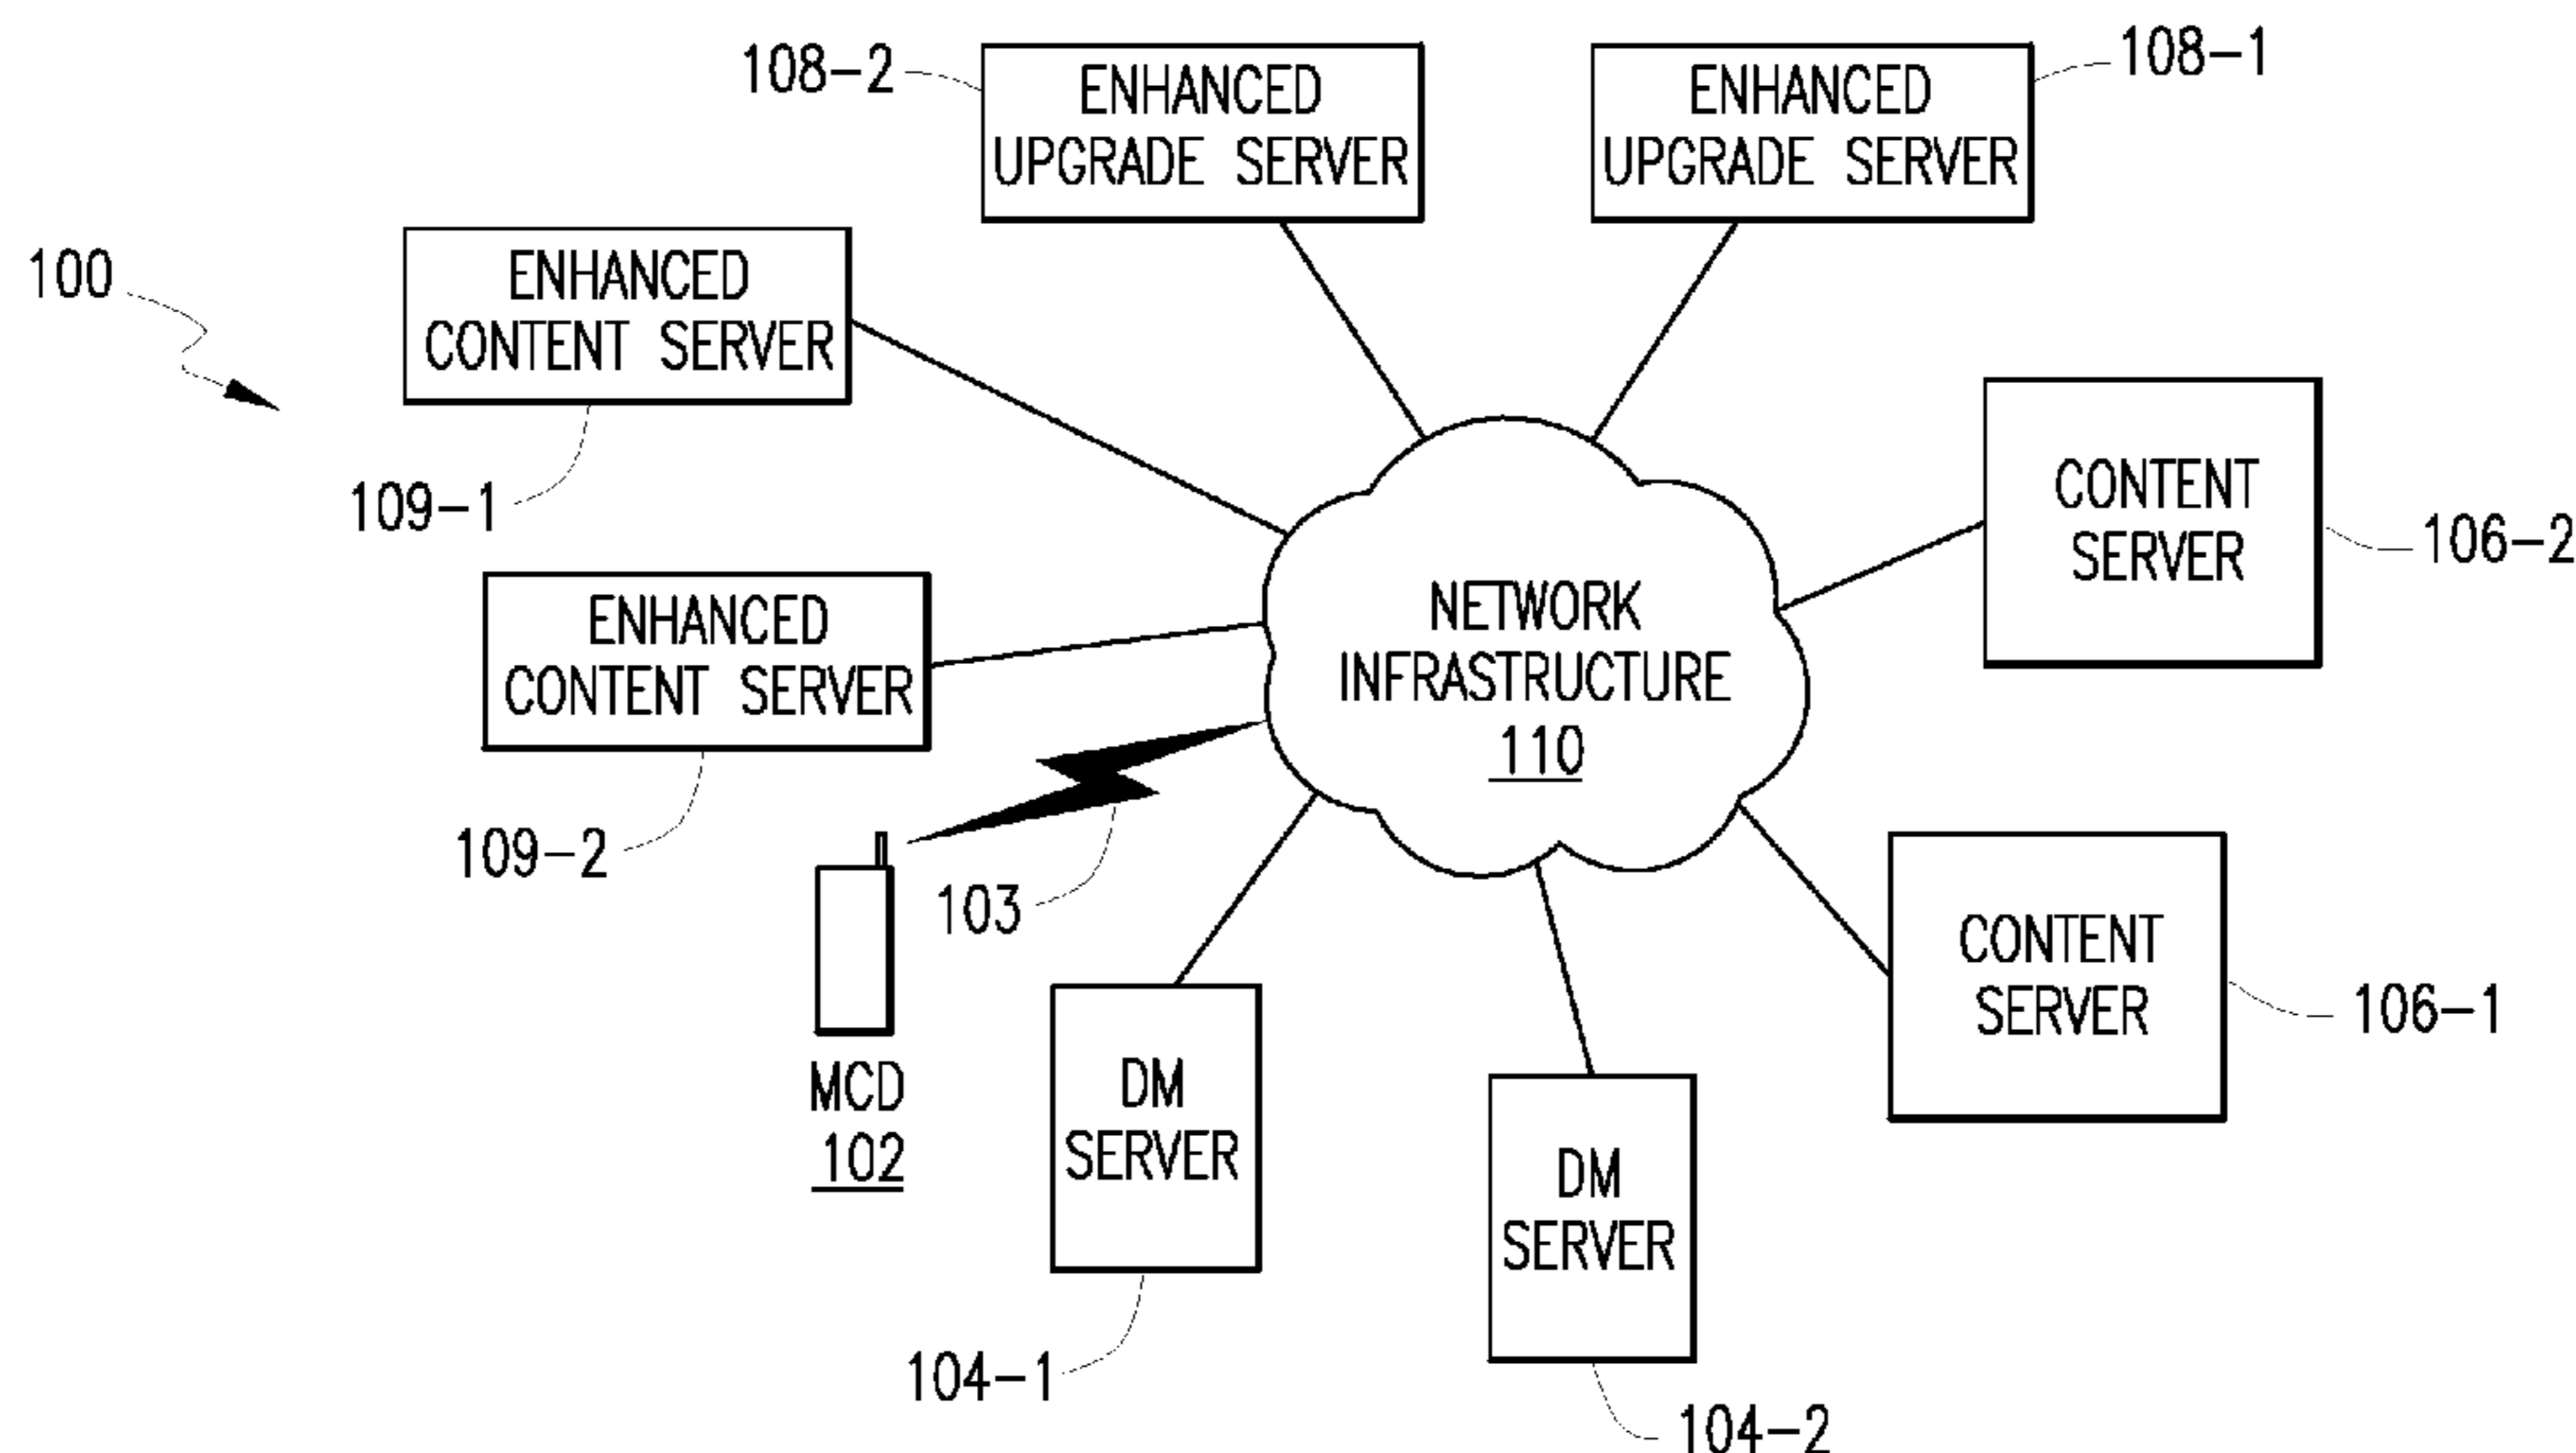 108-2
ENHANCED
UPGRADE SERVER
ENHANCED
UPGRADE SERVER
108-1
100
ENHANCED
CONTENT SERVER
109-1
CONTENT
SERVER
106-2
ENHANCED
CONTENT SERVER
109-2
NETWORK
INFRASTRUCTURE
110
103
MCD
102
CONTENT
SERVER
106-1
DM
SERVER
104-1
DM
SERVER
104-2